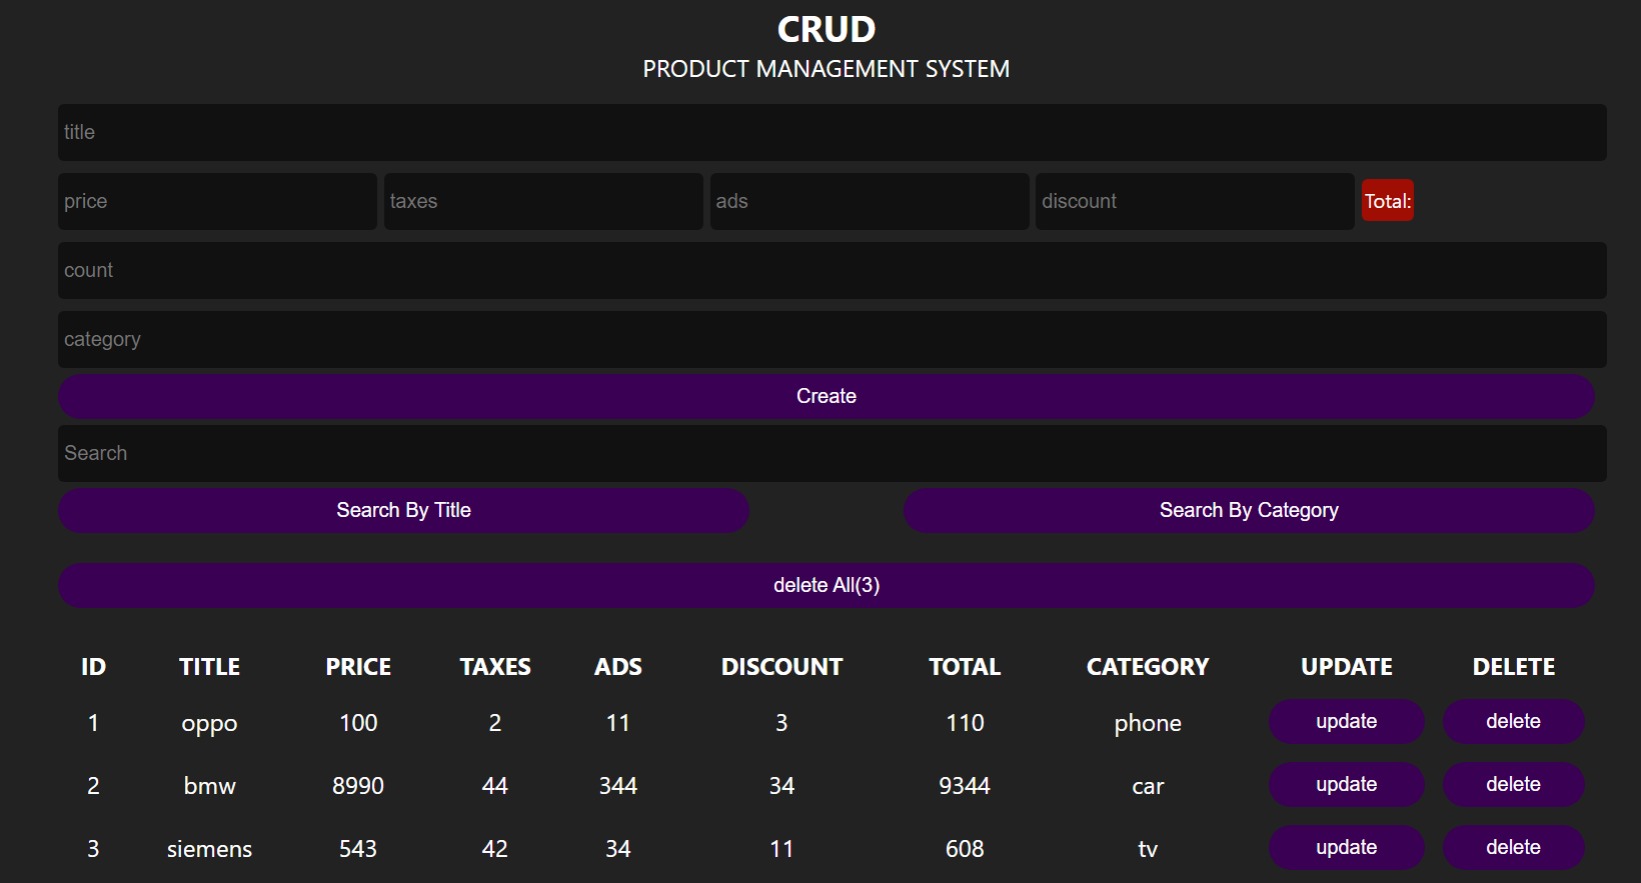 CRUD
PRODUCT MANAGEMENT SYSTEM
title
price taxes ads discount Total:
count
category
Create
Search
Search By Title Search By Category
delete All(3)
ID TITLE PRICE TAXES ADS DISCOUNT TOTAL CATEGORY UPDATE DELETE
1 oppo 100 2 11 3 110 phone update delete
2 bmw 8990 44 344 34 9344 car update delete
3 siemens 543 42 34 11 608 tv update delete